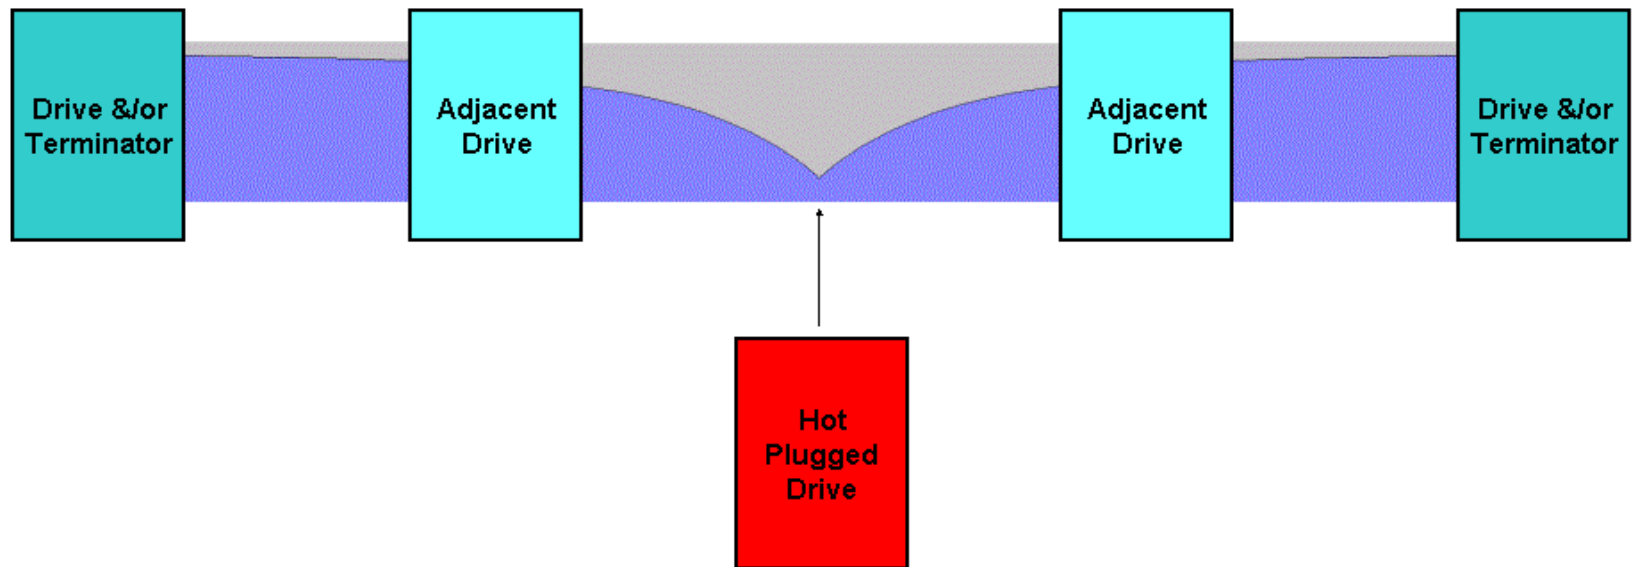 Drive &/or
Terminator
Adjacent
Drive
Adjacent
Drive
Drive &/or
Terminator
Hot
Plugged
Drive